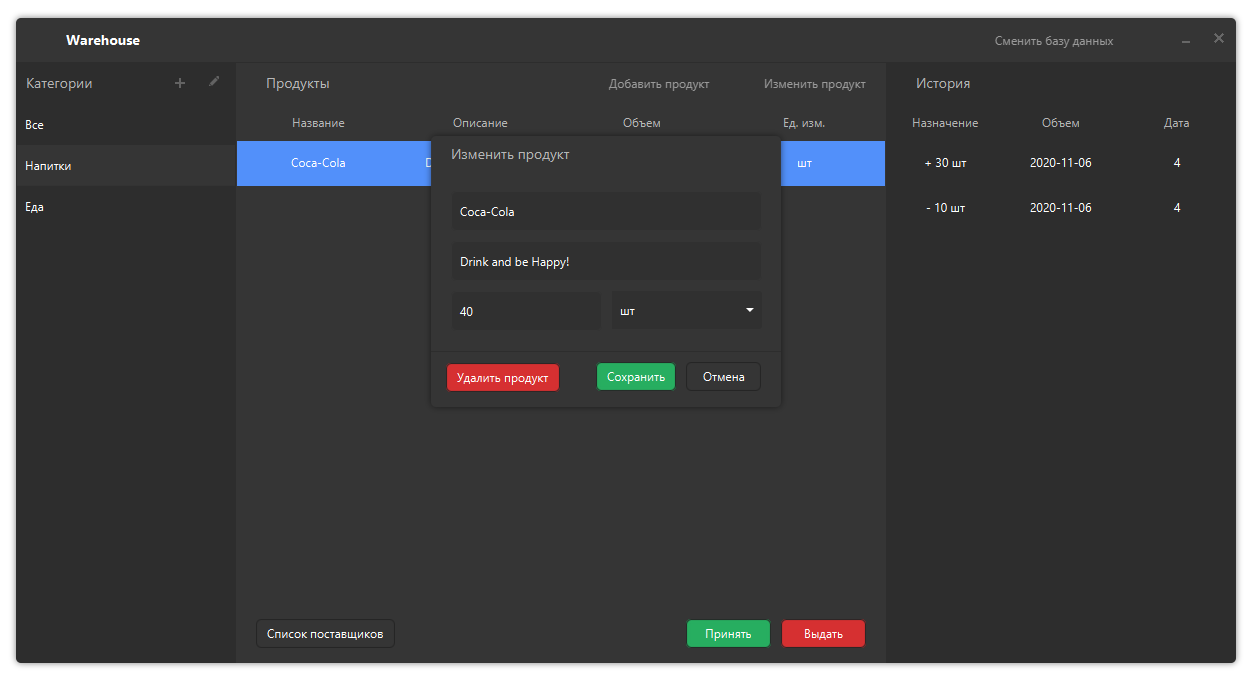 Warehouse
Сменить базу данных
Категории
Все
Напитки
Еда
Продукты
Добавить продукт
Изменить продукт
Название
Описание
Объем
Ед. изм.
Coca-Cola
шт
Изменить продукт
Coca-Cola
Drink and be Happy!
40
шт
Удалить продукт
Сохранить
Отмена
Список поставщиков
Принять
Выдать
История
Назначение
Объем
Дата
+ 30 шт
2020-11-06
4
- 10 шт
2020-11-06
4